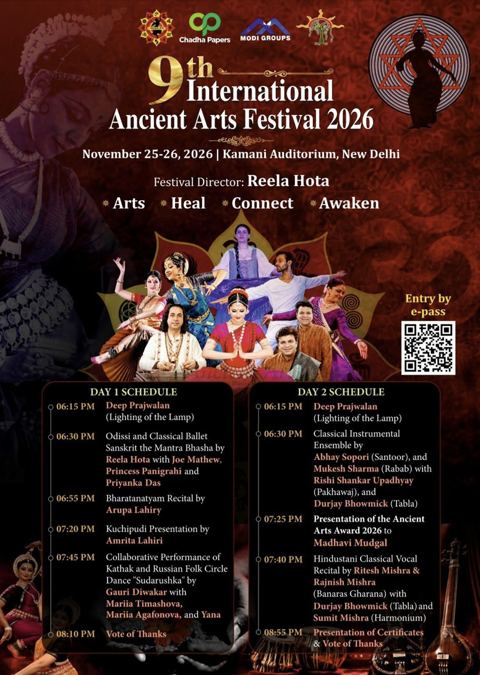 Chadha Papers
MODI GROUPS
9th International
Ancient Arts Festival 2026
November 25-26, 2026 | Kamani Auditorium, New Delhi
Festival Director: Reela Hota
Arts Heal Connect Awaken
Entry by
e-pass
DAY 1 SCHEDULE
06:15 PM Deep Prajwalan
(Lighting of the Lamp)
06:30 PM Odissi and Classical Ballet
Sanskrit the Mantra Bhasha by
Reela Hota with Joe Mathew,
Princess Panigrahi and
Priyanka Das
06:55 PM Bharatanatyam Recital by
Arupa Lahiry
07:20 PM Kuchipudi Presentation by
Amrita Lahiri
07:45 PM Collaborative Performance of
Kathak and Russian Folk Circle
Dance "Sudarushka" by
Gauri Diwakar with
Mariia Timashova,
Mariia Agafonova, and Yana
08:10 PM Vote of Thanks
DAY 2 SCHEDULE
06:15 PM Deep Prajwalan
(Lighting of the Lamp)
06:30 PM Classical Instrumental
Ensemble by
Abhay Sopori (Santoor), and
Mukesh Sharma (Rabab) with
Rishi Shankar Upadhyay
(Pakhawaj), and
Durjay Bhowmick (Tabla)
07:25 PM Presentation of the Ancient
Arts Award 2026 to
Madhavi Mudgal
07:40 PM Hindustani Classical Vocal
Recital by Ritesh Mishra &
Rajnish Mishra
(Banaras Gharana) with
Durjay Bhowmick (Tabla) and
Sumit Mishra (Harmonium)
08:55 PM Presentation of Certificates
& Vote of Thanks